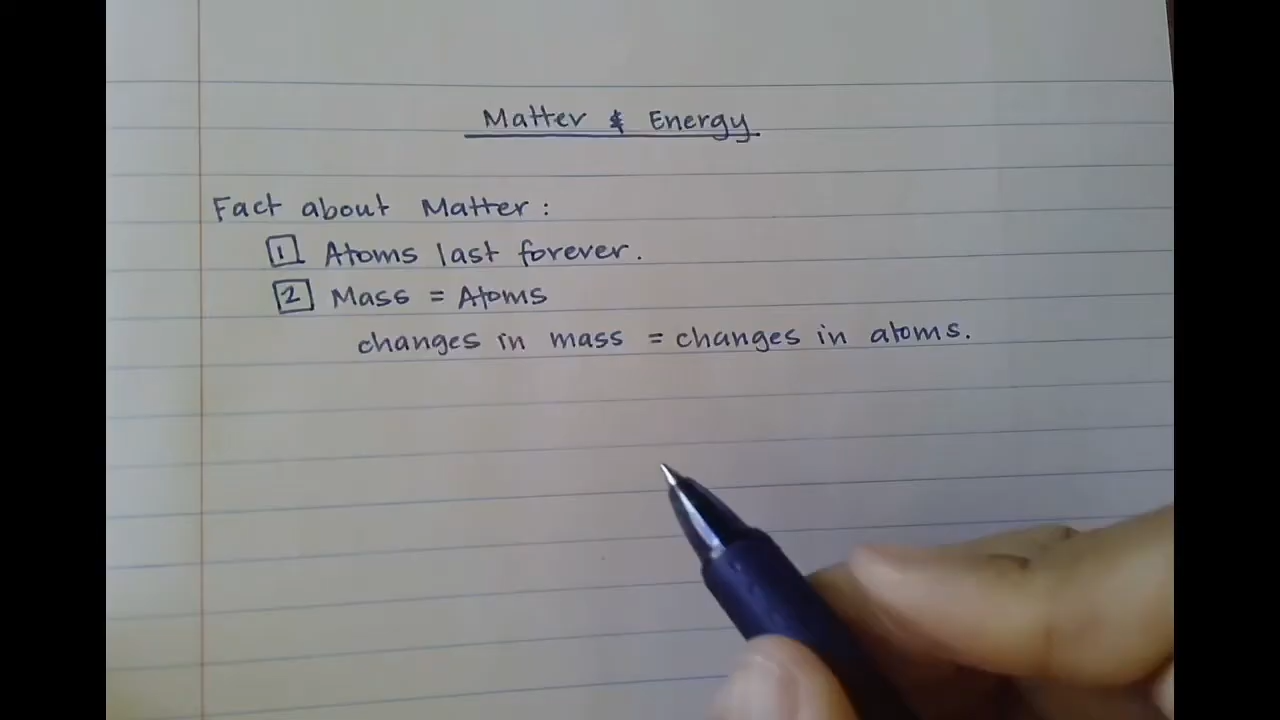 Matter & Energy
Fact about Matter:
1 Atoms last forever.
2 Mass = Atoms
changes in mass = changes in atoms.